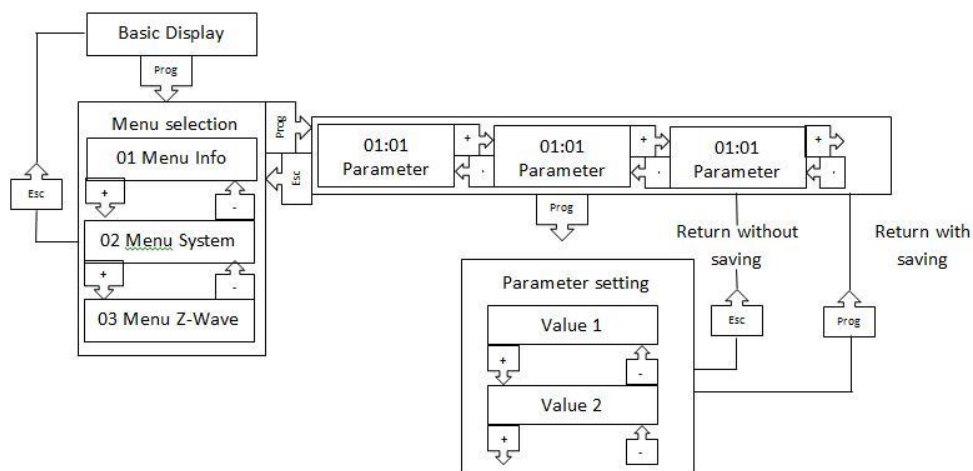 Basic Display
Prog
Menu selection
01 Menu Info
+
-
02 Menu System
+
-
03 Menu Z-Wave
Esc
Prog
Esc
01:01
Parameter
+
.
01:01
Parameter
+
.
01:01
Parameter
+
.
Prog
Return without
saving
Return with
saving
Esc
Prog
Parameter setting
Value 1
+
-
Value 2
+
-